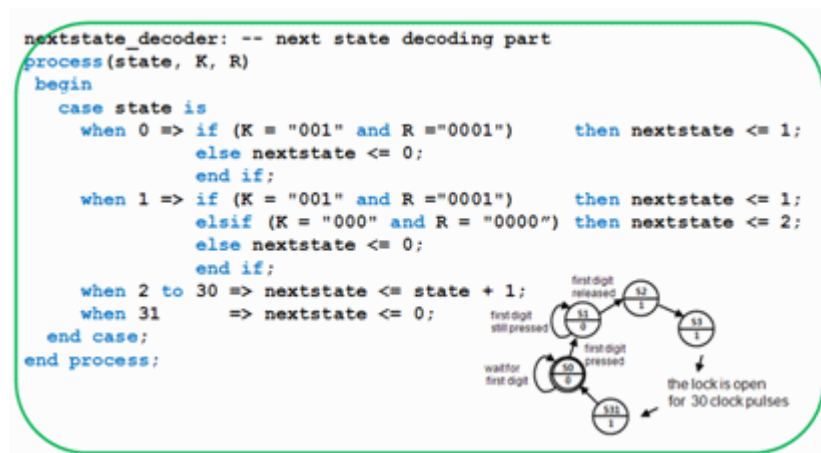 nextstate_decoder: -- next state decoding part
process(state, K, R)
begin
case state is
when 0 => if (K = "001" and R ="0001") then nextstate <= 1;
else nextstate <= 0;
end if;
when 1 => if (K = "001" and R ="0001") then nextstate <= 1;
elsif (K = "000" and R = "0000") then nextstate <= 2;
else nextstate <= 0;
end if;
when 2 to 30 => nextstate <= state + 1;
when 31 => nextstate <= 0;
end case;
end process;
first digit
released
S2
1
first digit
still pressed
S1
0
S3
1
first digit
pressed
wait for
first digit
S0
0
the lock is open
for 30 clock pulses
S31
1